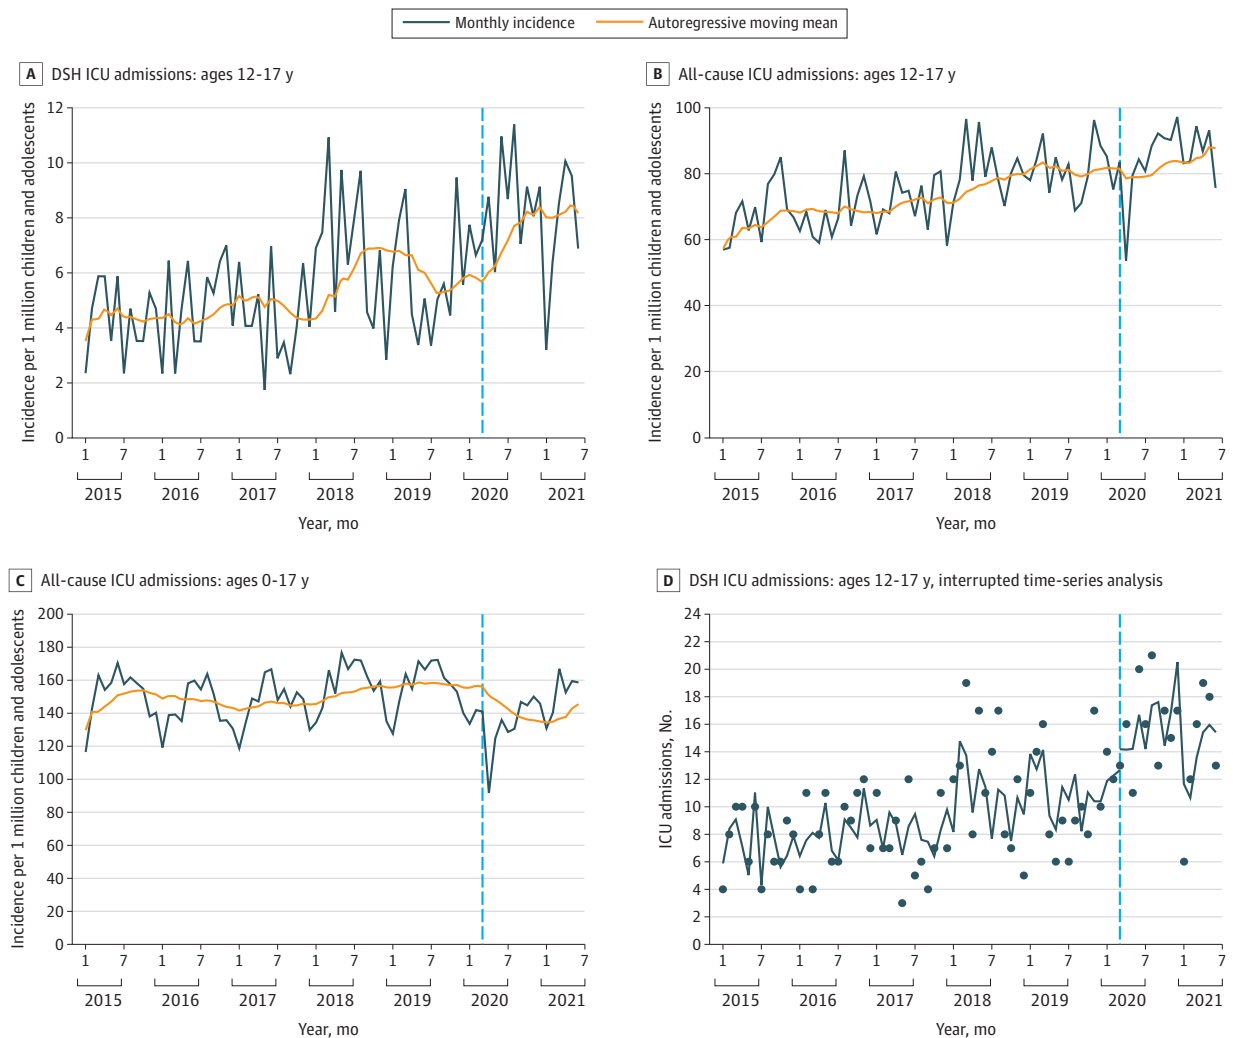 Monthly incidence Autoregressive moving mean
A DSH ICU admissions: ages 12-17 y
Incidence per 1 million children and adolescents
12
10
8
6
4
2
0
1 7 1 7 1 7 1 7 1 7 1 7 1 7
2015 2016 2017 2018 2019 2020 2021
Year, mo
B All-cause ICU admissions: ages 12-17 y
Incidence per 1 million children and adolescents
100
80
60
40
20
0
1 7 1 7 1 7 1 7 1 7 1 7 1 7
2015 2016 2017 2018 2019 2020 2021
Year, mo
C All-cause ICU admissions: ages 0-17 y
Incidence per 1 million children and adolescents
200
180
160
140
120
100
80
60
40
20
0
1 7 1 7 1 7 1 7 1 7 1 7 1 7
2015 2016 2017 2018 2019 2020 2021
Year, mo
D DSH ICU admissions: ages 12-17 y, interrupted time-series analysis
ICU admissions, No.
24
22
20
18
16
14
12
10
8
6
4
2
0
1 7 1 7 1 7 1 7 1 7 1 7 1 7
2015 2016 2017 2018 2019 2020 2021
Year, mo